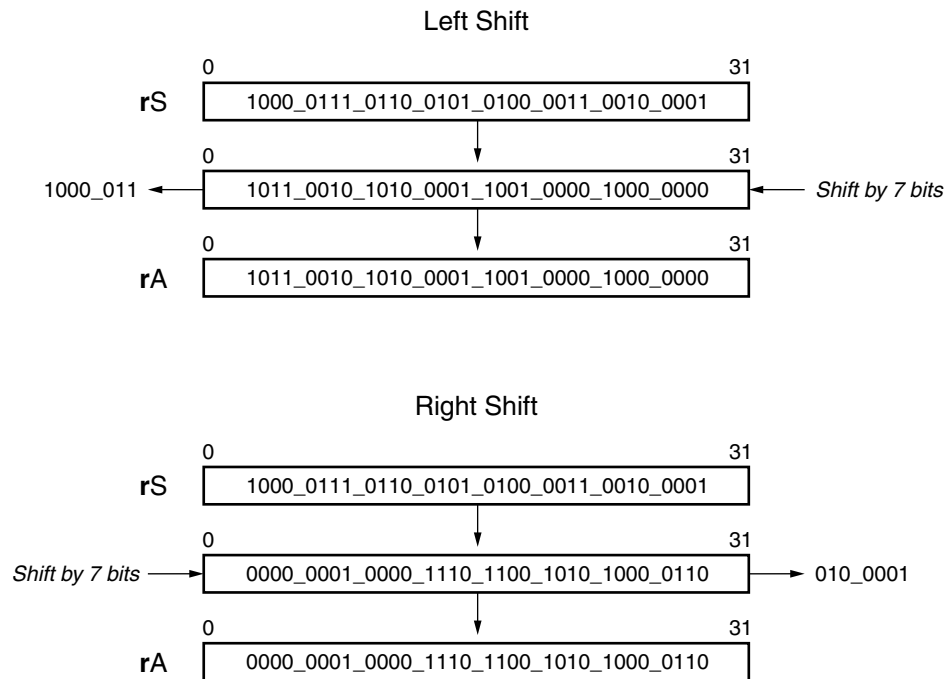 Left Shift
0 31
rS 1000_0111_0110_0101_0100_0011_0010_0001
0 31
1000_011 1011_0010_1010_0001_1001_0000_1000_0000 Shift by 7 bits
0 31
rA 1011_0010_1010_0001_1001_0000_1000_0000
Right Shift
0 31
rS 1000_0111_0110_0101_0100_0011_0010_0001
0 31
Shift by 7 bits 0000_0001_0000_1110_1100_1010_1000_0110 010_0001
0 31
rA 0000_0001_0000_1110_1100_1010_1000_0110